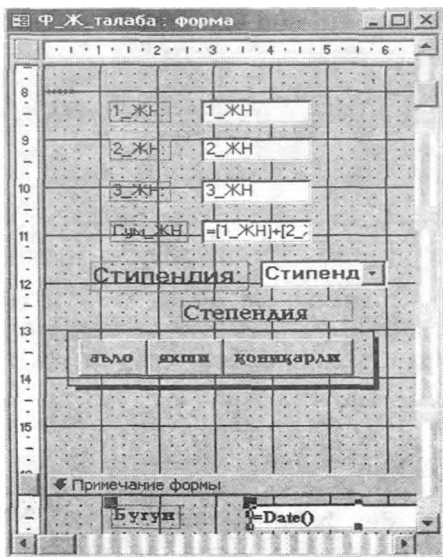 Ф_Ж_талаба : форма
1 2 3 4 5 6
8
1_ЖН: 1_ЖН
9
2_ЖН: 2_ЖН
10
3_ЖН: 3_ЖН
11
Сум_ЖН =[1_ЖН]+[2_
12
Стипендия: Стипенд
Степендия
13
аъло яхши қониқарли
14
Примечание формы
Бугун =Date()